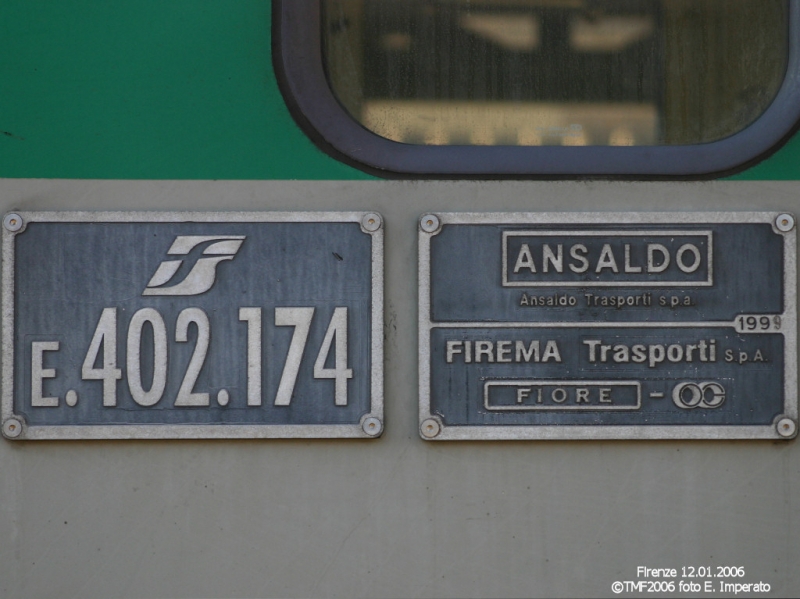 E.402.174
ANSALDO
Ansaldo Trasporti s.p.a.
1999
FIREMA Trasporti S.p.A.
FIORE -
Firenze 12.01.2006
©TMF2006 foto E. Imperato